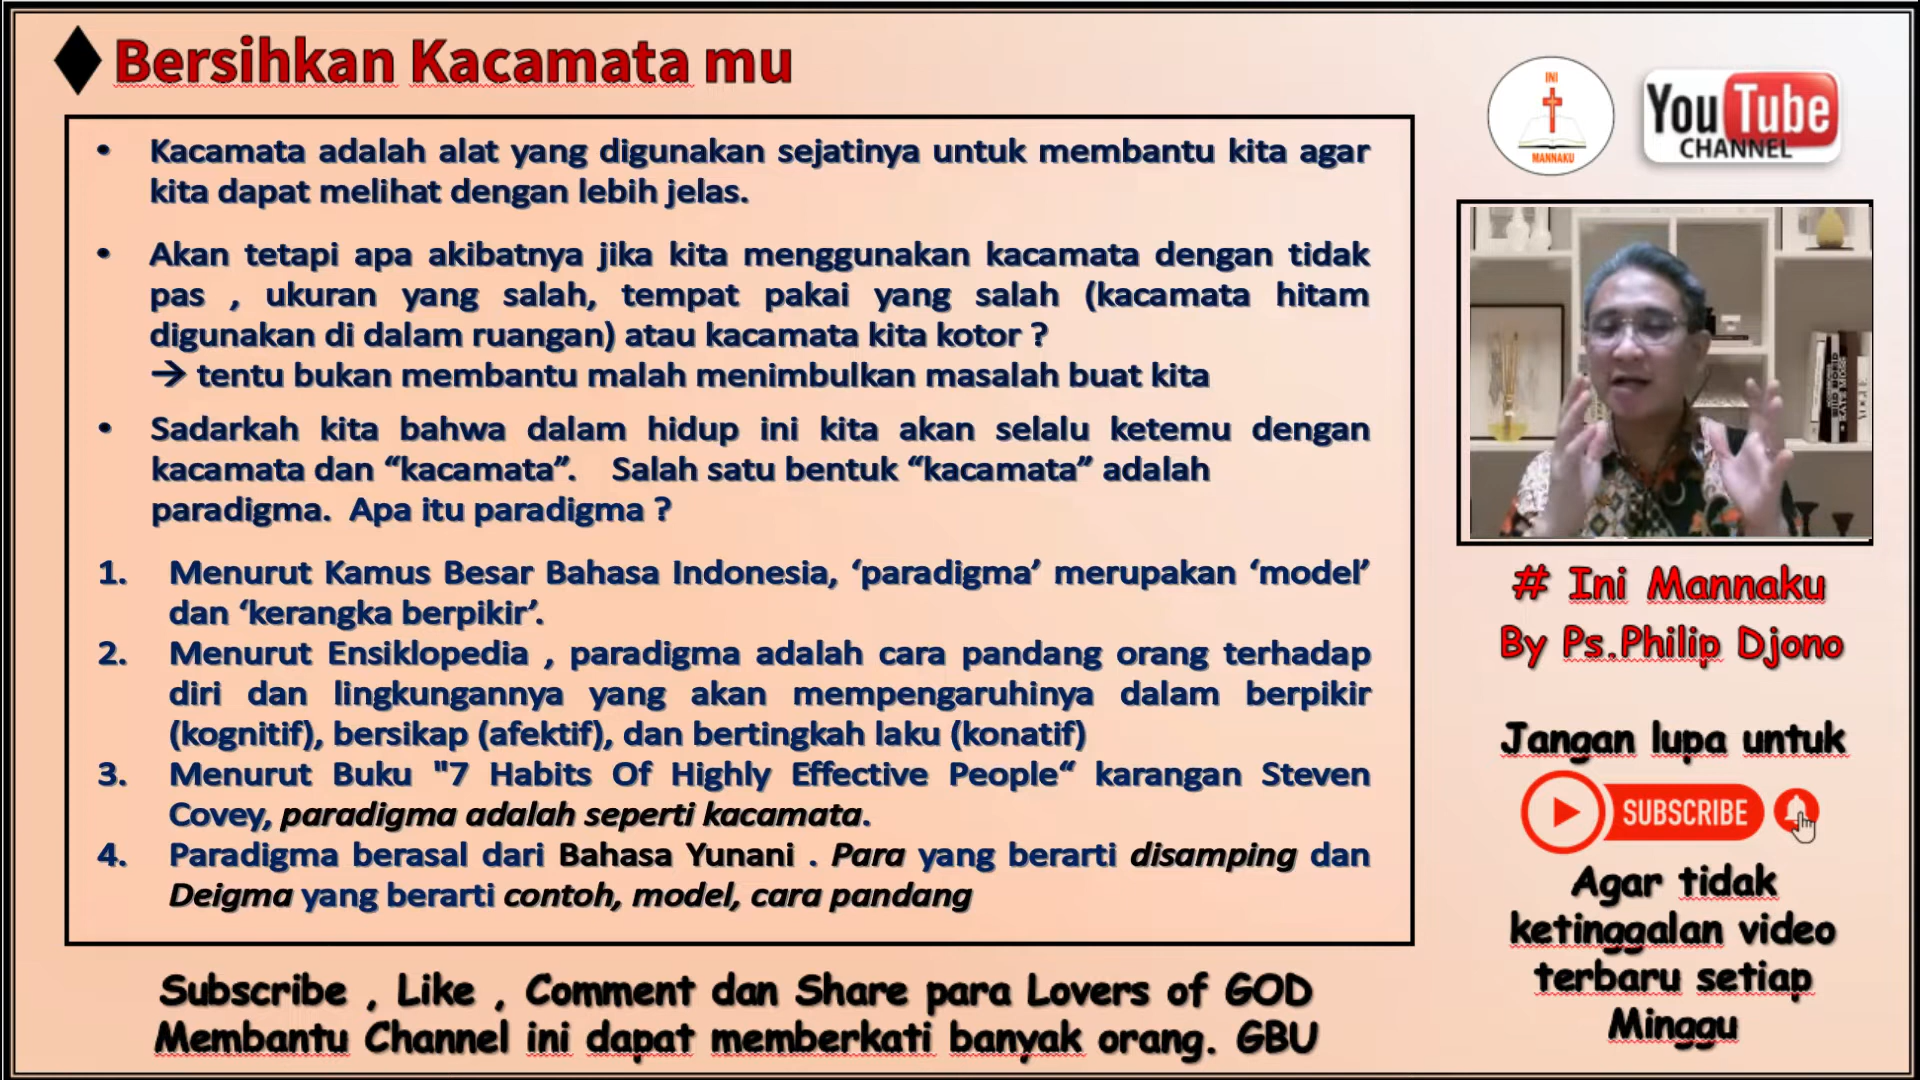 Bersihkan Kacamata mu
• Kacamata adalah alat yang digunakan sejatinya untuk membantu kita agar
kita dapat melihat dengan lebih jelas.
• Akan tetapi apa akibatnya jika kita menggunakan kacamata dengan tidak
pas , ukuran yang salah, tempat pakai yang salah (kacamata hitam
digunakan di dalam ruangan) atau kacamata kita kotor ?
→ tentu bukan membantu malah menimbulkan masalah buat kita
• Sadarkah kita bahwa dalam hidup ini kita akan selalu ketemu dengan
kacamata dan “kacamata”. Salah satu bentuk “kacamata” adalah
paradigma. Apa itu paradigma ?
1. Menurut Kamus Besar Bahasa Indonesia, ‘paradigma’ merupakan ‘model’
dan ‘kerangka berpikir’.
2. Menurut Ensiklopedia , paradigma adalah cara pandang orang terhadap
diri dan lingkungannya yang akan mempengaruhinya dalam berpikir
(kognitif), bersikap (afektif), dan bertingkah laku (konatif)
3. Menurut Buku "7 Habits Of Highly Effective People“ karangan Steven
Covey, paradigma adalah seperti kacamata.
4. Paradigma berasal dari Bahasa Yunani . Para yang berarti disamping dan
Deigma yang berarti contoh, model, cara pandang
Subscribe , Like , Comment dan Share para Lovers of GOD
Membantu Channel ini dapat memberkati banyak orang. GBU
INI
MANNAKU
YouTube
CHANNEL
# Ini Mannaku
By Ps.Philip Djono
Jangan lupa untuk
SUBSCRIBE
Agar tidak
ketinggalan video
terbaru setiap
Minggu